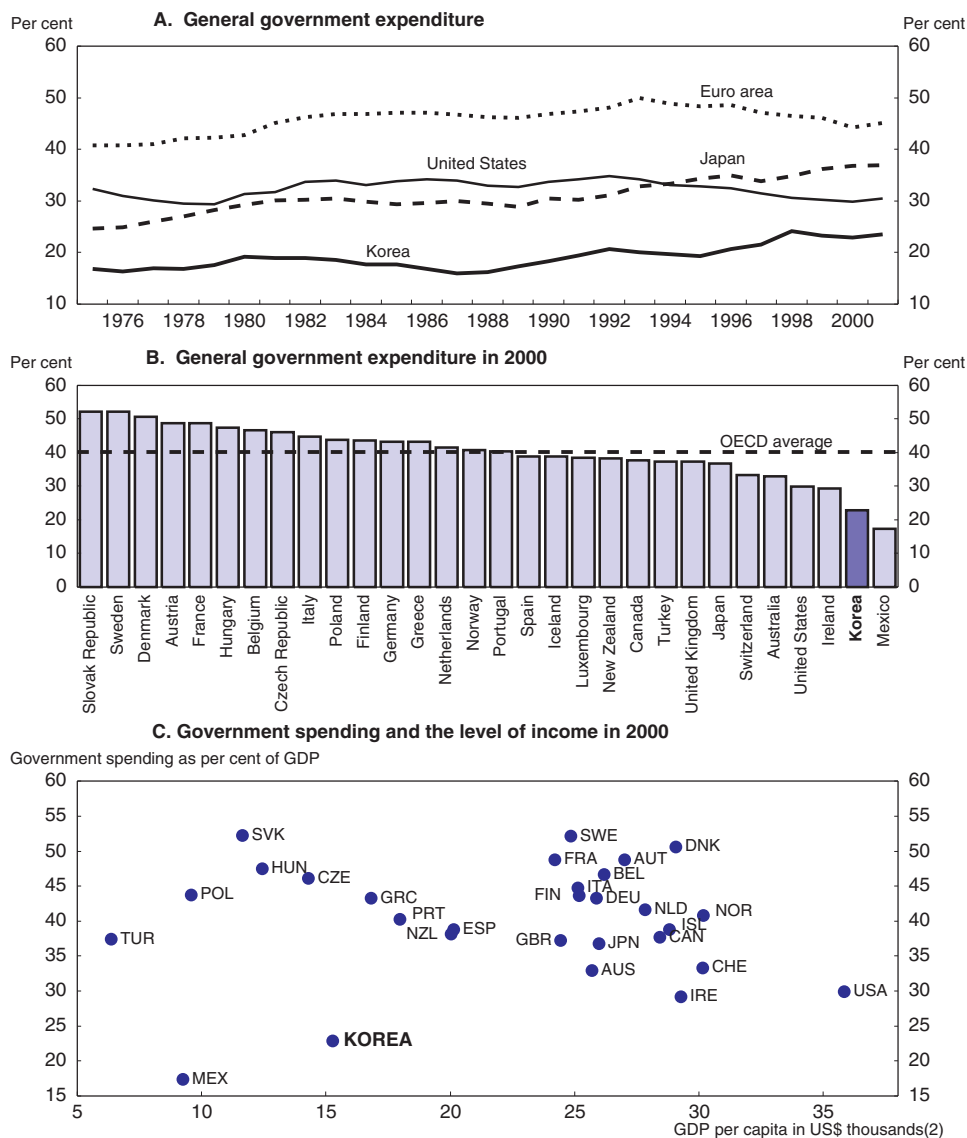 A. General government expenditure
Per cent Per cent
60 60
50 50
40 40
30 30
20 20
10 10
Euro area
United States
Japan
Korea
1976 1978 1980 1982 1984 1986 1988 1990 1992 1994 1996 1998 2000
B. General government expenditure in 2000
Per cent Per cent
60 60
50 50
40 40
30 30
20 20
10 10
0 0
OECD average
Slovak Republic
Sweden
Denmark
Austria
France
Hungary
Belgium
Czech Republic
Italy
Poland
Finland
Germany
Greece
Netherlands
Norway
Portugal
Spain
Iceland
Luxembourg
New Zealand
Canada
Turkey
United Kingdom
Japan
Switzerland
Australia
United States
Ireland
Korea
Mexico
C. Government spending and the level of income in 2000
Government spending as per cent of GDP
60 60
55 55
50 50
45 45
40 40
35 35
30 30
25 25
20 20
15 15
SVK
SWE
DNK
HUN
FRA
AUT
CZE
BEL
POL
ITA
GRC
FIN
DEU
NLD
NOR
PRT
NZL
ESP
ISL
TUR
GBR
JPN
CAN
AUS
CHE
IRE
USA
KOREA
MEX
5 10 15 20 25 30 35
GDP per capita in US$ thousands(2)